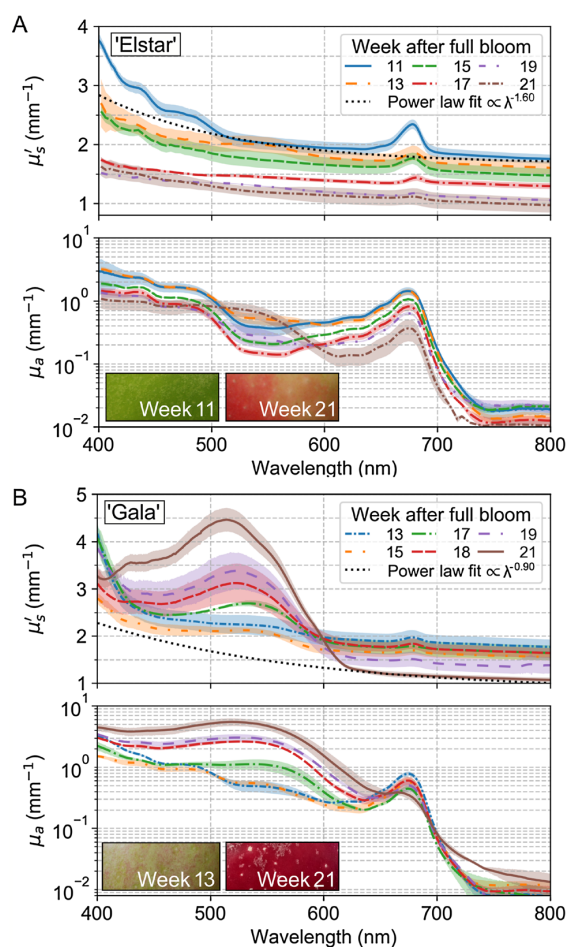 A
'Elstar'
Week after full bloom
11 15 19
13 17 21
Power law fit ∝ λ^-1.60
μ′s (mm−1)
4
3
2
1
μa (mm−1)
10^1
10^0
10^-1
10^-2
Week 11 Week 21
400 500 600 700 800
Wavelength (nm)
B
'Gala'
Week after full bloom
13 17 19
15 18 21
Power law fit ∝ λ^-0.90
μ′s (mm−1)
5
4
3
2
1
μa (mm−1)
10^1
10^0
10^-1
10^-2
Week 13 Week 21
400 500 600 700 800
Wavelength (nm)